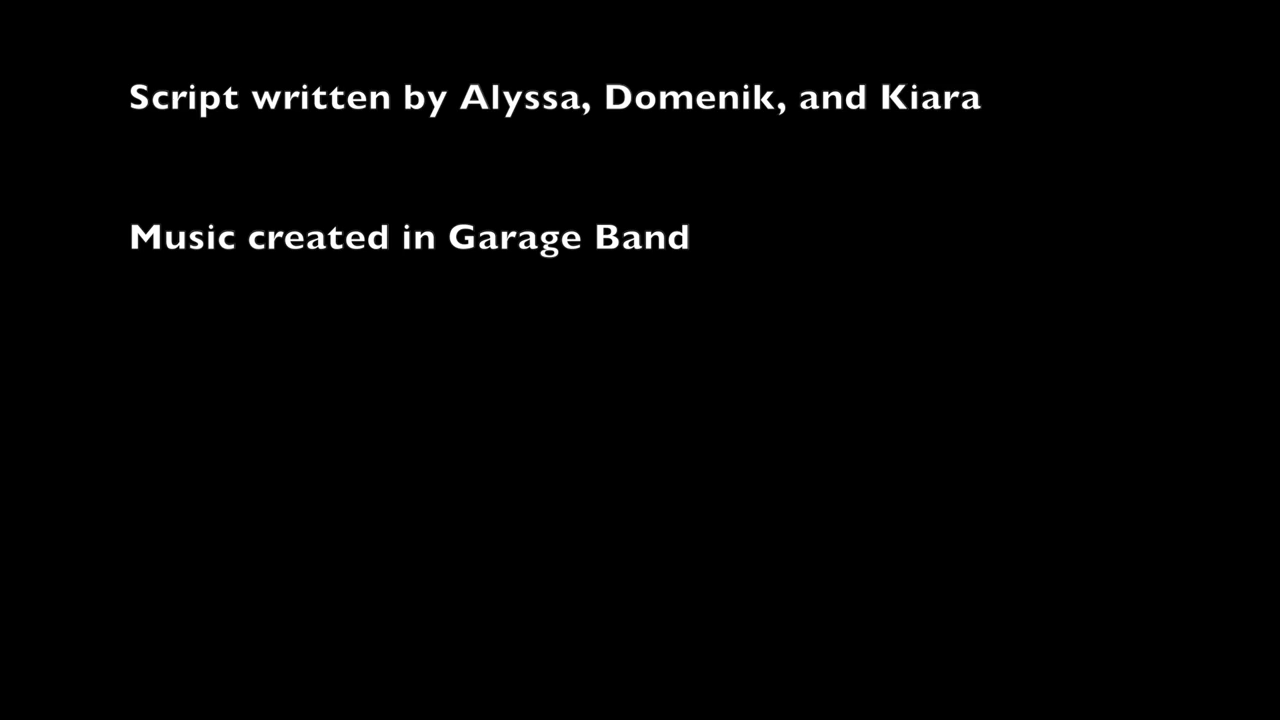 Script written by Alyssa, Domenik, and Kiara
Music created in Garage Band